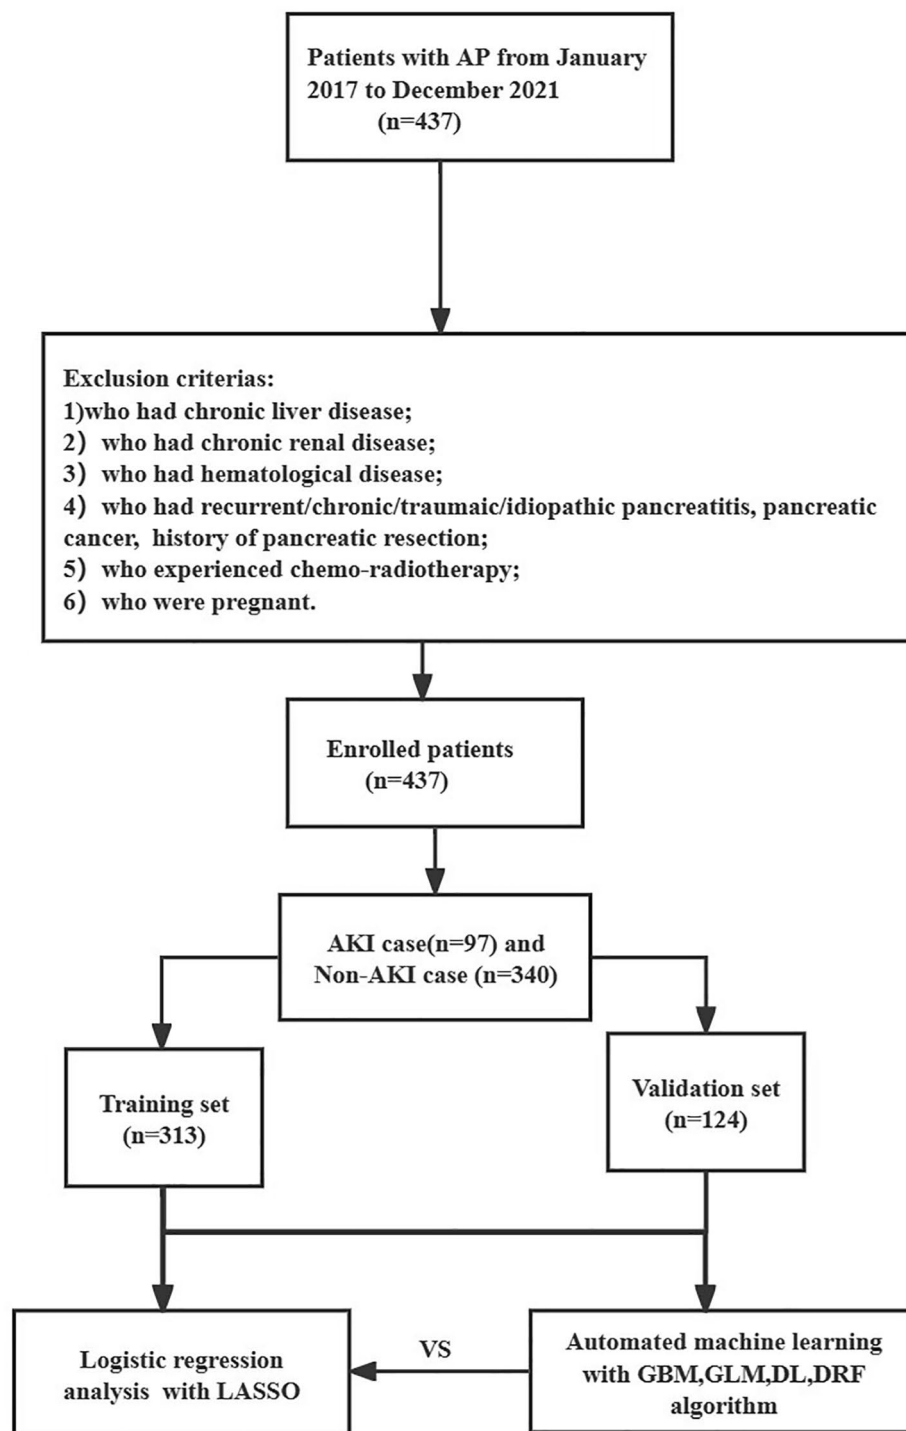 Patients with AP from January
2017 to December 2021
(n=437)
Exclusion criterias:
1)who had chronic liver disease;
2）who had chronic renal disease;
3）who had hematological disease;
4）who had recurrent/chronic/traumaic/idiopathic pancreatitis, pancreatic
cancer, history of pancreatic resection;
5）who experienced chemo-radiotherapy;
6）who were pregnant.
Enrolled patients
(n=437)
AKI case(n=97) and
Non-AKI case (n=340)
Training set
(n=313)
Validation set
(n=124)
Logistic regression
analysis with LASSO
VS
Automated machine learning
with GBM,GLM,DL,DRF
algorithm